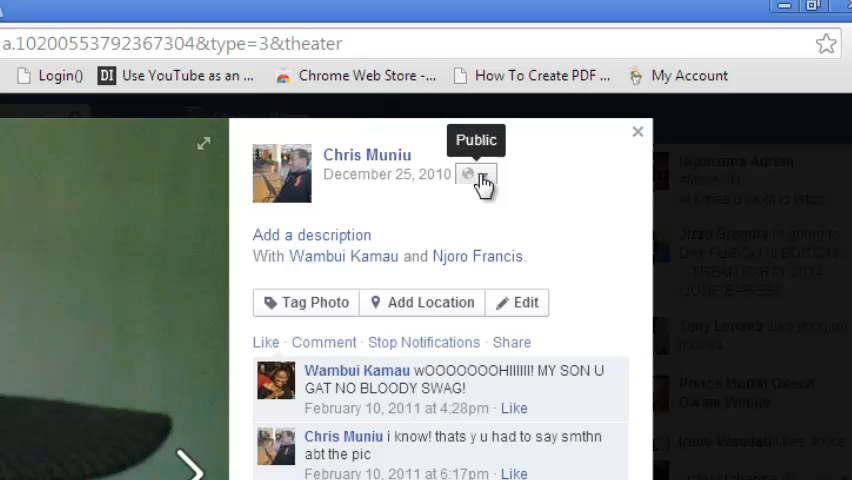 a.10200553792367304&type=3&theater
Login()
DI Use YouTube as an ...
Chrome Web Store -...
How To Create PDF ...
My Account
Public
Chris Muniu
December 25, 2010
Add a description
With Wambui Kamau and Njoro Francis.
Tag Photo
Add Location
Edit
Like · Comment · Stop Notifications · Share
Wambui Kamau wOOOOOOOHIIIIII! MY SON U
GAT NO BLOODY SWAG!
February 10, 2011 at 4:28pm · Like
Chris Muniu i know! thats y u had to say smthn
abt the pic
February 10, 2011 at 6:17pm · Like